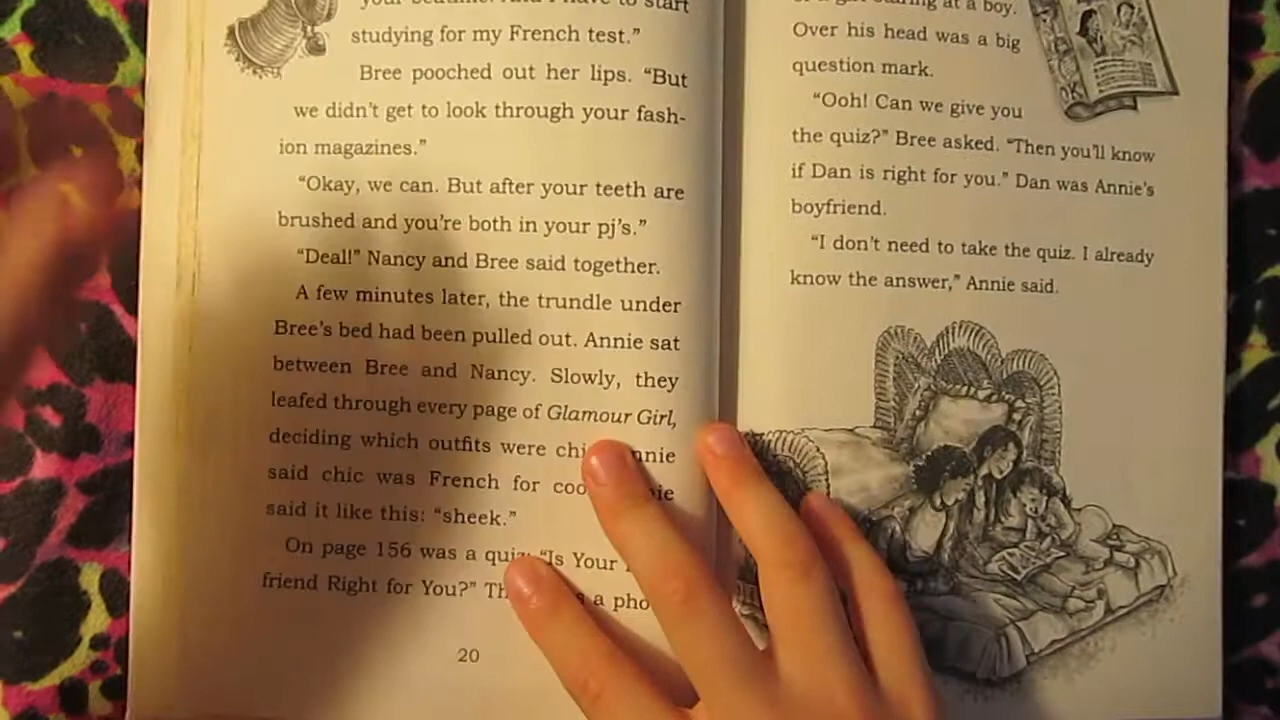 start
studying for my French test.”
Bree pooched out her lips. “But
we didn’t get to look through your fash-
ion magazines.”
“Okay, we can. But after your teeth are
brushed and you’re both in your pj’s.”
“Deal!” Nancy and Bree said together.
A few minutes later, the trundle under
Bree’s bed had been pulled out. Annie sat
between Bree and Nancy. Slowly, they
leafed through every page of Glamour Girl,
deciding which outfits were
said chic was French for
said it like this: “sheek.”
On page 156 was a quiz: “Is Your
friend Right for You?” a
20
at a boy.
Over his head was a big
question mark.
“Ooh! Can we give you
the quiz?” Bree asked. “Then you’ll know
if Dan is right for you.” Dan was Annie’s
boyfriend.
“I don’t need to take the quiz. I already
know the answer,” Annie said.
OK